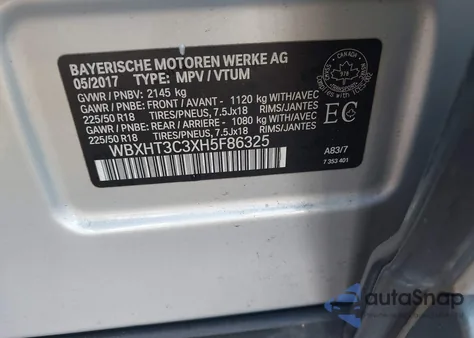 BAYERISCHE MOTOREN WERKE AG
05/2017 TYPE: MPV / VTUM
GVWR / PNBV: 2145 kg
GAWR / PNBE: FRONT / AVANT - 1120 kg WITH/AVEC
225/50 R18 TIRES/PNEUS, 7.5Jx18 RIMS/JANTES
GAWR / PNBE: REAR / ARRIERE - 1080 kg WITH/AVEC
225/50 R18 TIRES/PNEUS, 7.5Jx18 RIMS/JANTES
WBXHT3C3XH5F86325
CANADA
EC
A83/7
7 353 401
autoSnap